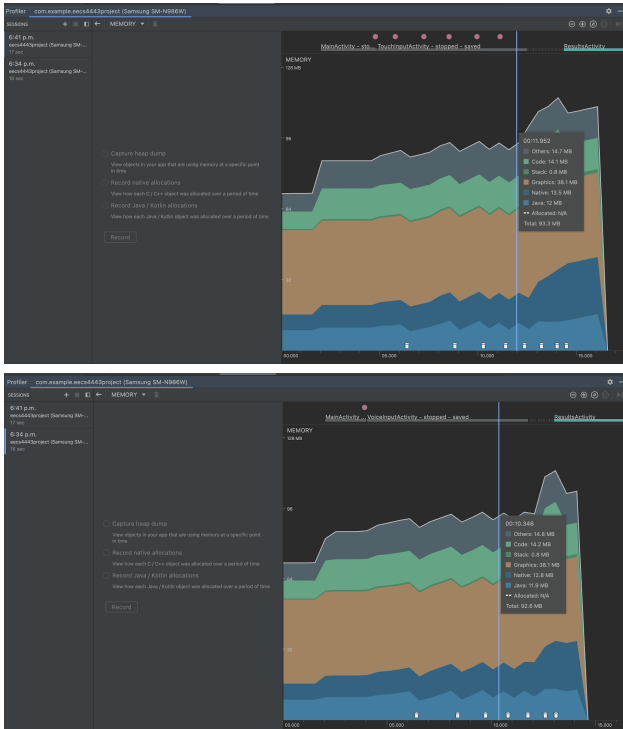 Profiler com.example.eecs4443project (Samsung SM-N986W)
SESSIONS
MEMORY
6:41 p.m.
eecs4443project (Samsung SM-...
17 sec
6:34 p.m.
eecs4443project (Samsung SM-...
16 sec
MainActivity - sto... TouchInputActivity - stopped - saved ResultsActivity
MEMORY
128 MB
96
64
32
Capture heap dump
View objects in your app that are using memory at a specific point
in time
Record native allocations
View how each C / C++ object was allocated over a period of time
Record Java / Kotlin allocations
View how each Java / Kotlin object was allocated over a period of time
Record
00:11.952
Others: 14.7 MB
Code: 14.1 MB
Stack: 0.8 MB
Graphics: 38.1 MB
Native: 13.5 MB
Java: 12 MB
Allocated: N/A
Total: 93.3 MB
00.000 05.000 10.000 15.000
Profiler com.example.eecs4443project (Samsung SM-N986W)
SESSIONS
MEMORY
6:41 p.m.
eecs4443project (Samsung SM-...
17 sec
6:34 p.m.
eecs4443project (Samsung SM-...
16 sec
MainActivity ... VoiceInputActivity - stopped - saved ResultsActivity
MEMORY
128 MB
96
64
32
Capture heap dump
View objects in your app that are using memory at a specific point
in time
Record native allocations
View how each C / C++ object was allocated over a period of time
Record Java / Kotlin allocations
View how each Java / Kotlin object was allocated over a period of time
Record
00:10.346
Others: 14.8 MB
Code: 14.2 MB
Stack: 0.8 MB
Graphics: 38.1 MB
Native: 12.8 MB
Java: 11.9 MB
Allocated: N/A
Total: 92.6 MB
00.000 05.000 10.000 15.000